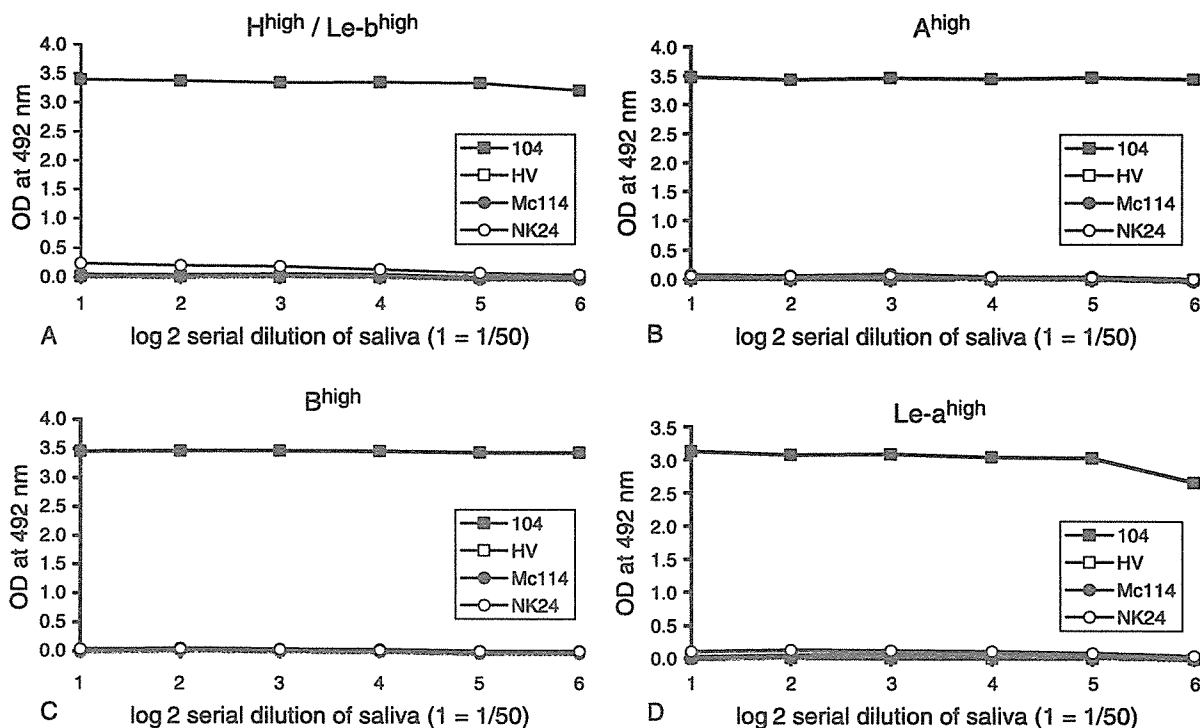 H^high / Le-b^high
4.0
3.5
3.0
2.5
2.0
1.5
1.0
0.5
0.0
OD at 492 nm
104
HV
Mc114
NK24
1 2 3 4 5 6
A log 2 serial dilution of saliva (1 = 1/50)
A^high
4.0
3.5
3.0
2.5
2.0
1.5
1.0
0.5
0.0
OD at 492 nm
104
HV
Mc114
NK24
1 2 3 4 5 6
B log 2 serial dilution of saliva (1 = 1/50)
B^high
4.0
3.5
3.0
2.5
2.0
1.5
1.0
0.5
0.0
OD at 492 nm
104
HV
Mc114
NK24
1 2 3 4 5 6
C log 2 serial dilution of saliva (1 = 1/50)
Le-a^high
3.5
3.0
2.5
2.0
1.5
1.0
0.5
0.0
OD at 492 nm
104
HV
Mc114
NK24
1 2 3 4 5 6
D log 2 serial dilution of saliva (1 = 1/50)